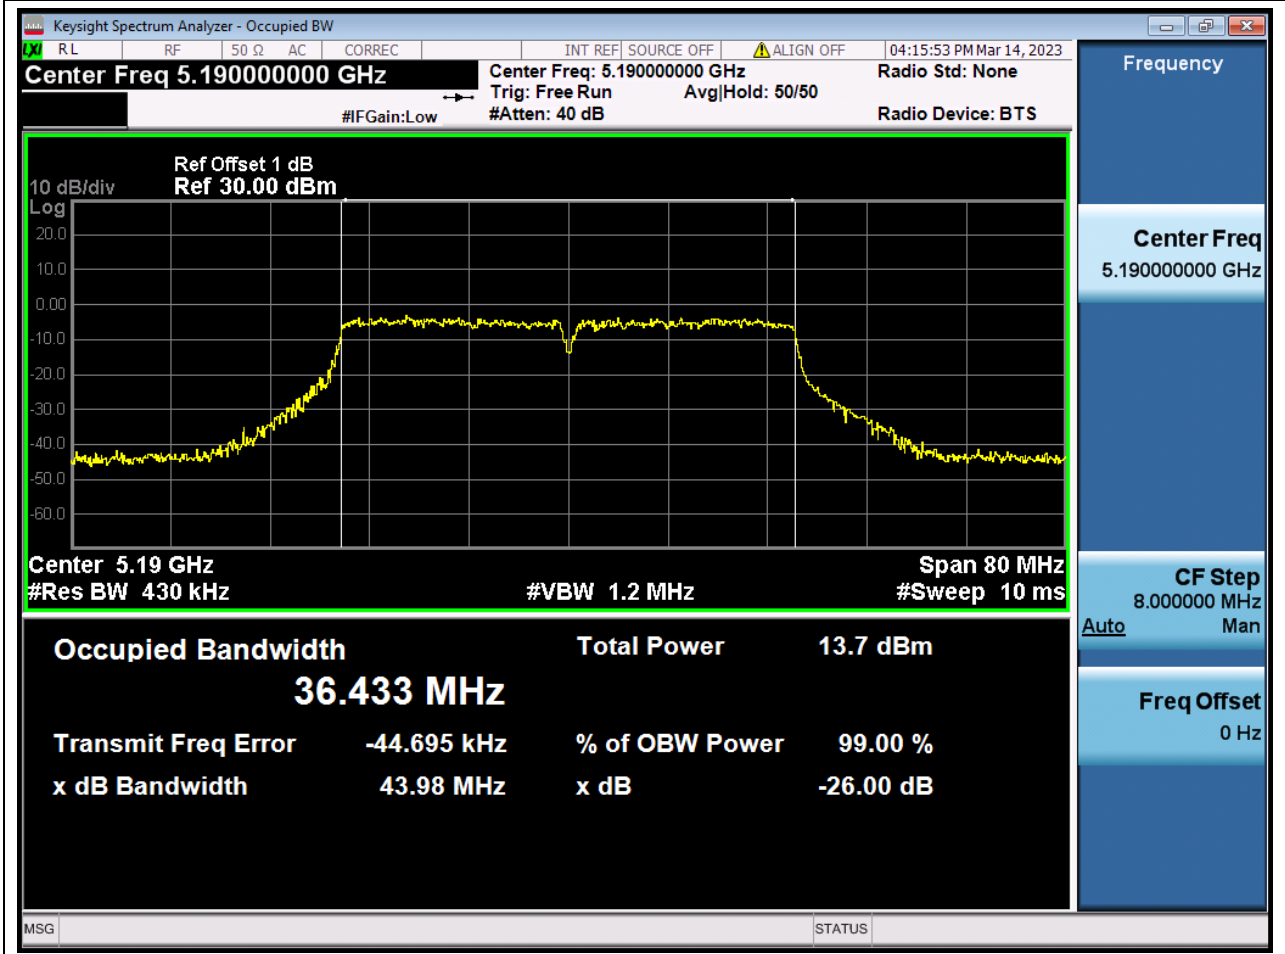 Keysight Spectrum Analyzer - Occupied BW
LXI RL RF 50 Ω AC CORREC INT REF SOURCE OFF ALIGN OFF 04:15:53 PM Mar 14, 2023
Center Freq 5.190000000 GHz
Center Freq: 5.190000000 GHz
Radio Std: None
Trig: Free Run Avg|Hold: 50/50
#IFGain:Low
#Atten: 40 dB
Radio Device: BTS
Ref Offset 1 dB
10 dB/div Ref 30.00 dBm
Log
20.0
10.0
0.00
-10.0
-20.0
-30.0
-40.0
-50.0
-60.0
Center 5.19 GHz Span 80 MHz
#Res BW 430 kHz #VBW 1.2 MHz #Sweep 10 ms
Occupied Bandwidth Total Power 13.7 dBm
36.433 MHz
Transmit Freq Error -44.695 kHz % of OBW Power 99.00 %
x dB Bandwidth 43.98 MHz x dB -26.00 dB
MSG STATUS
Frequency
Center Freq
5.190000000 GHz
CF Step
8.000000 MHz
Auto Man
Freq Offset
0 Hz